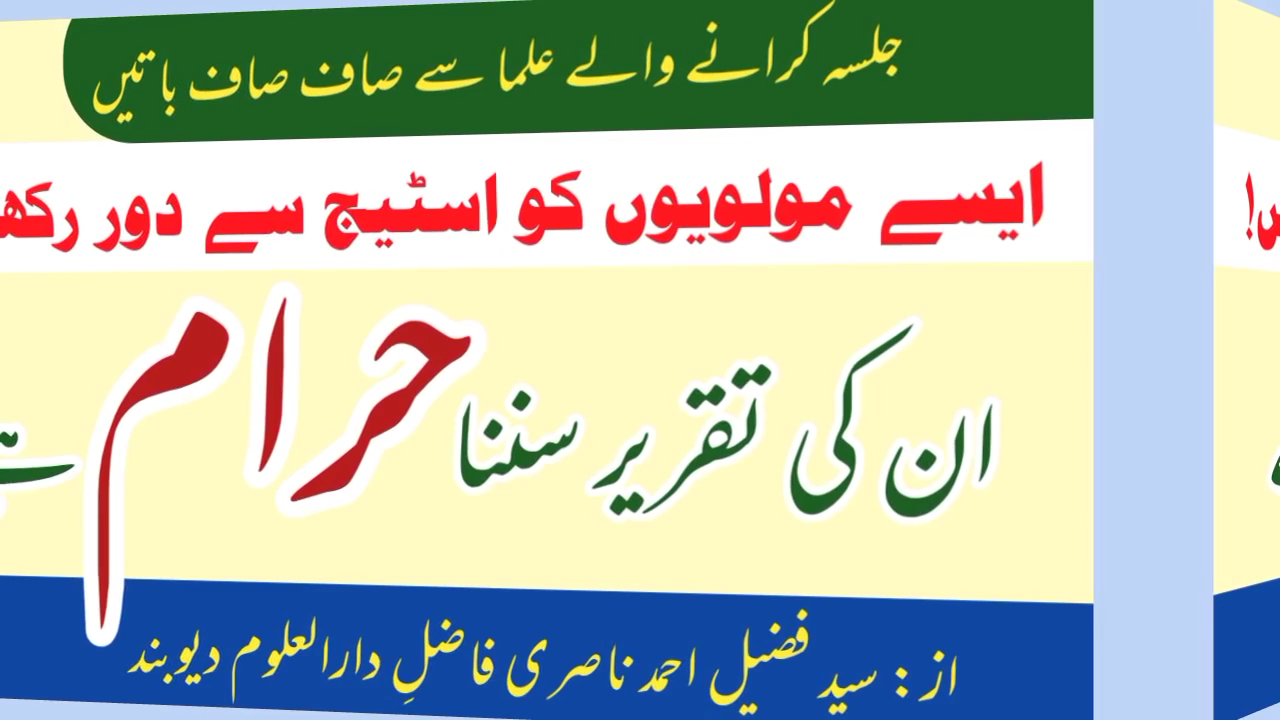 جلسہ کرانے والے علما سے صاف صاف باتیں
ایسے مولویوں کو اسٹیج سے دور رکھ
ان کی تقریر سننا حرام
از: سید فضیل احمد ناصری فاضلِ دارالعلوم دیوبند